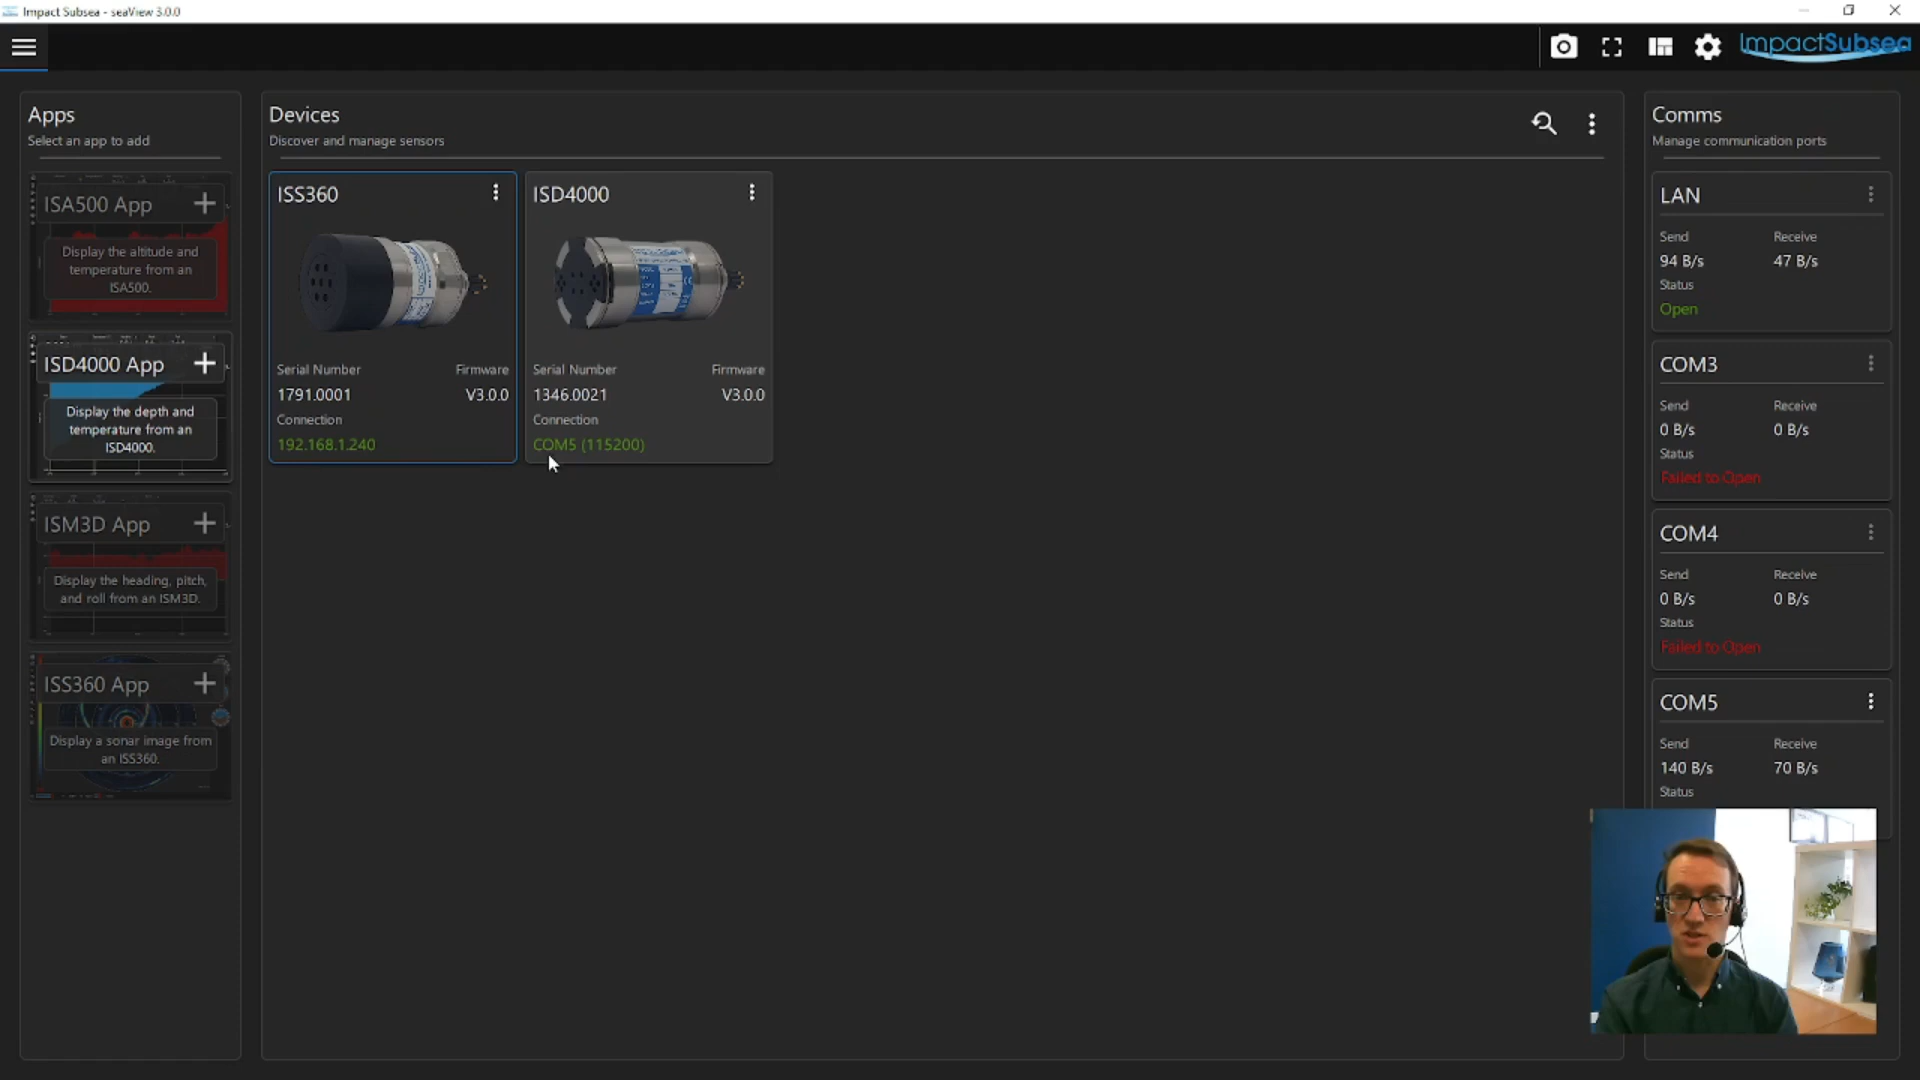 Impact Subsea - seaView 3.0.0
ImpactSubsea
Apps
Select an app to add
ISA500 App
Display the altitude and
temperature from an
ISA500.
ISD4000 App
Display the depth and
temperature from an
ISD4000.
ISM3D App
Display the heading, pitch,
and roll from an ISM3D.
ISS360 App
Display a sonar image from
an ISS360.
Devices
Discover and manage sensors
ISS360
Serial Number Firmware
1791.0001 V3.0.0
Connection
192.168.1.240
ISD4000
Serial Number Firmware
1346.0021 V3.0.0
Connection
COM5 (115200)
Comms
Manage communication ports
LAN
Send Receive
94 B/s 47 B/s
Status
Open
COM3
Send Receive
0 B/s 0 B/s
Status
Failed to Open
COM4
Send Receive
0 B/s 0 B/s
Status
Failed to Open
COM5
Send Receive
140 B/s 70 B/s
Status